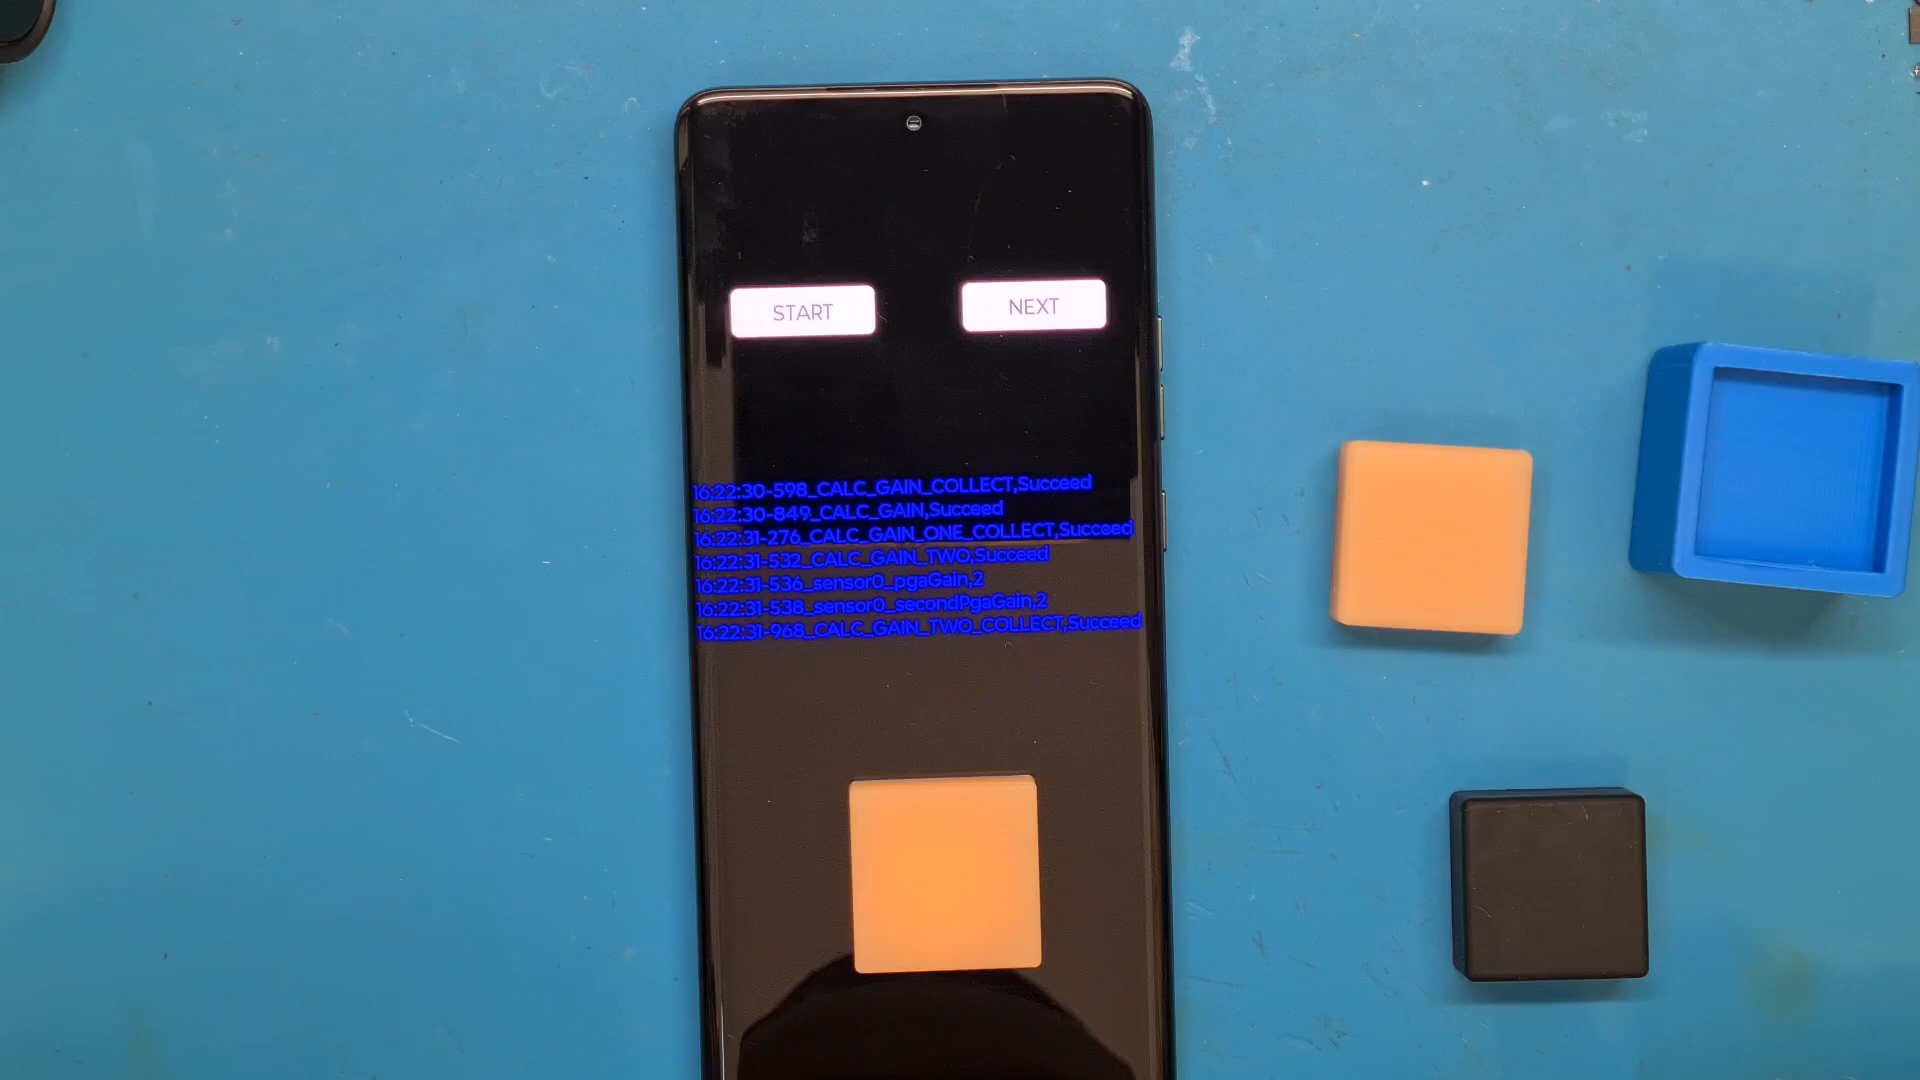 START
NEXT
16:22:30-598_CALC_GAIN_COLLECT,Succeed
16:22:30-849_CALC_GAIN,Succeed
16:22:31-276_CALC_GAIN_ONE_COLLECT,Succeed
16:22:31-532_CALC_GAIN_TWO,Succeed
16:22:31-536_sensor0_pgaGain,2
16:22:31-538_sensor0_secondPgaGain,2
16:22:31-968_CALC_GAIN_TWO_COLLECT,Succeed